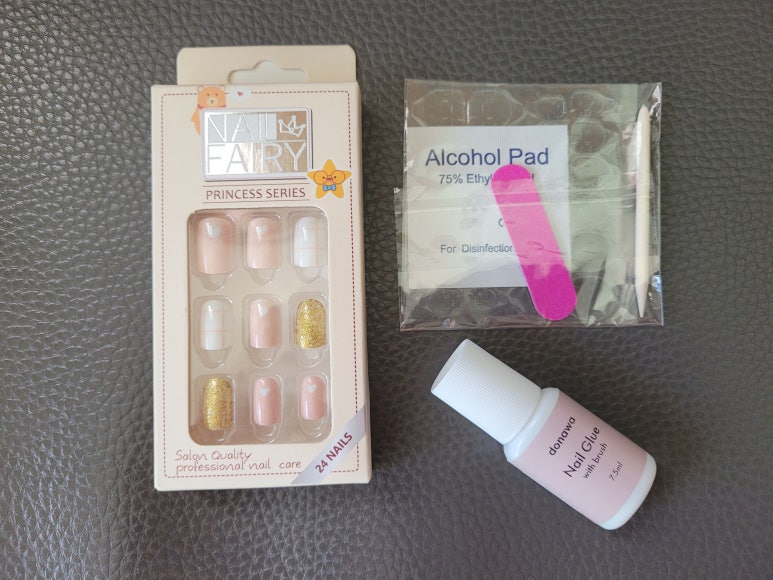 NAIL
FAIRY
PRINCESS SERIES
Salon Quality
professional nail care
24 NAILS
Alcohol Pad
75% Ethyl
For Disinfection
donawa
Nail Glue
with brush
7.5ml